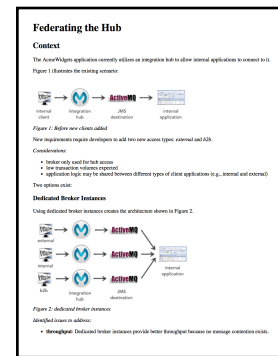 Federating the Hub
Context
The AcmeWidgets application currently utilizes an integration hub to allow internal applications to connect to it.
Figure 1 illustrates the existing scenario:
ActiveMQ
internal client
integration hub
JMS destination
internal application
Figure 1: Before new clients added
New requirements require developers to add two new access types: external and b2b.
Considerations:
• broker only used for hub access
• low transaction volumes expected
• application logic may be shared between different types of client applications (e.g., internal and external)
Two options exist:
Dedicated Broker Instances
Using dedicated broker instances creates the architecture shown in Figure 2.
ActiveMQ
external
ActiveMQ
internal
internal application
ActiveMQ
b2b
integration hub
JMS destination
Figure 2: dedicated broker instances
Identified issues to address:
• throughput: Dedicated broker instances provide better throughput because no message contention exists.